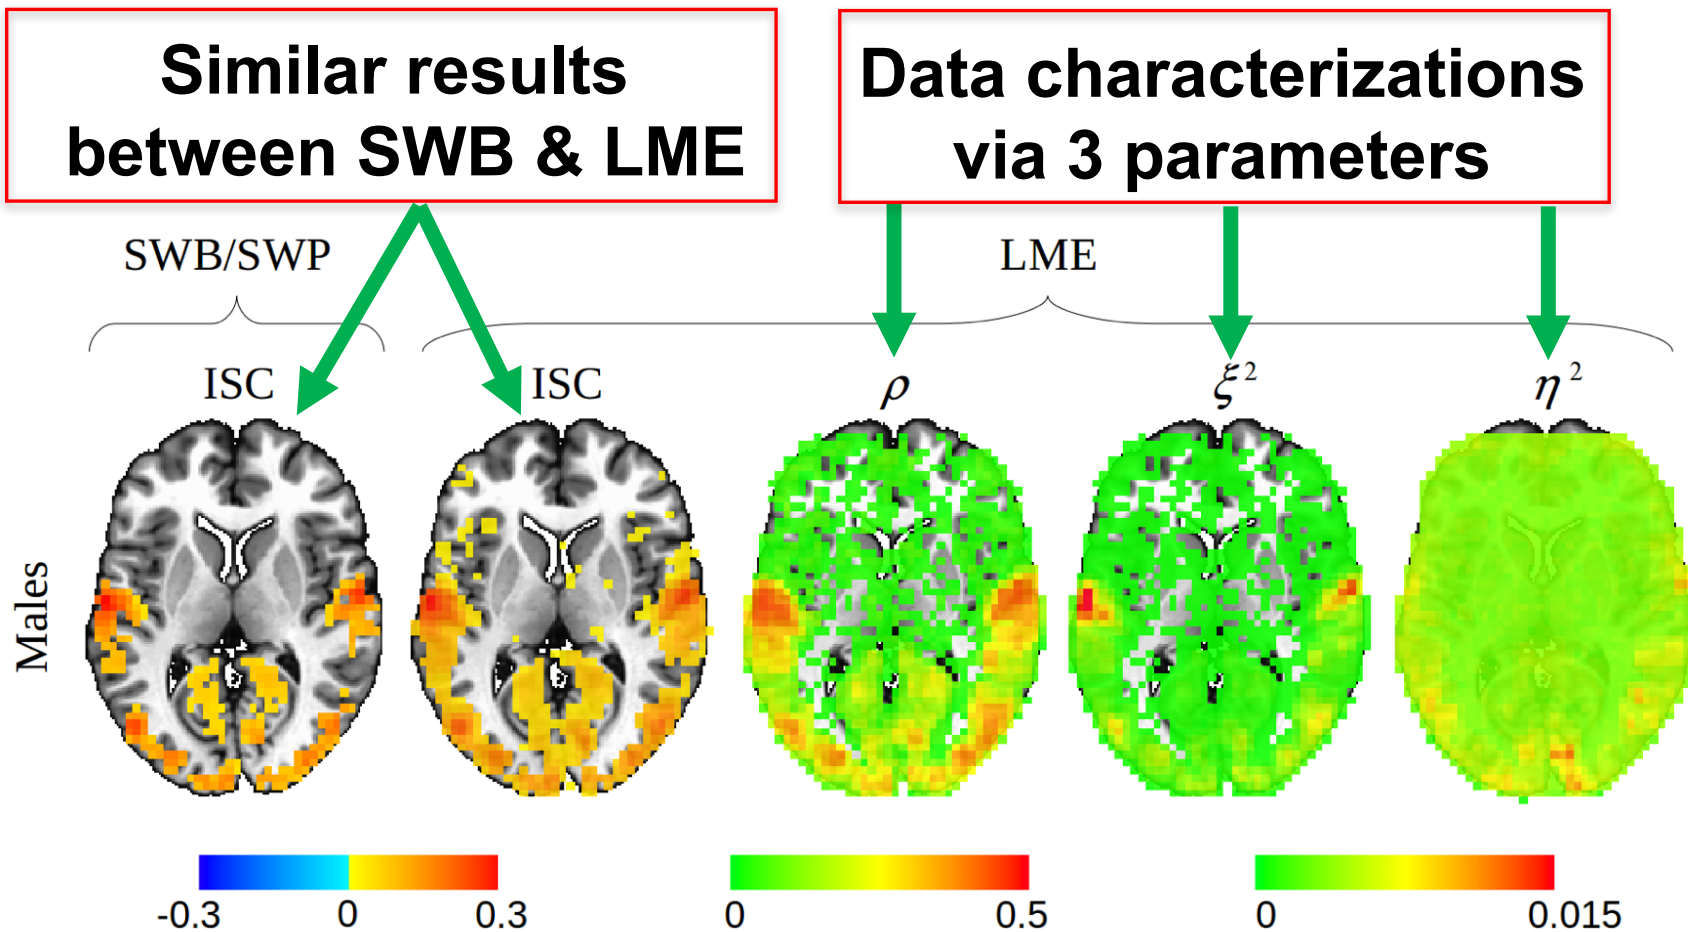 Similar results
between SWB & LME
Data characterizations
via 3 parameters
SWB/SWP
LME
ISC
ISC
ρ
ξ²
η²
Males
-0.3 0 0.3
0 0.5
0 0.015